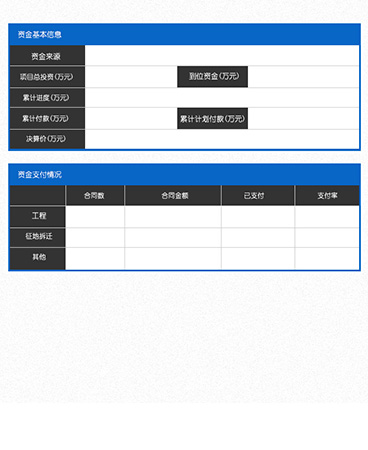 资金基本信息
资金来源
项目总投资(万元) 到位资金(万元)
累计进度(万元)
累计付款(万元) 累计计划付款(万元)
决算价(万元)
资金支付情况
合同数 合同金额 已支付 支付率
工程
征地拆迁
其他